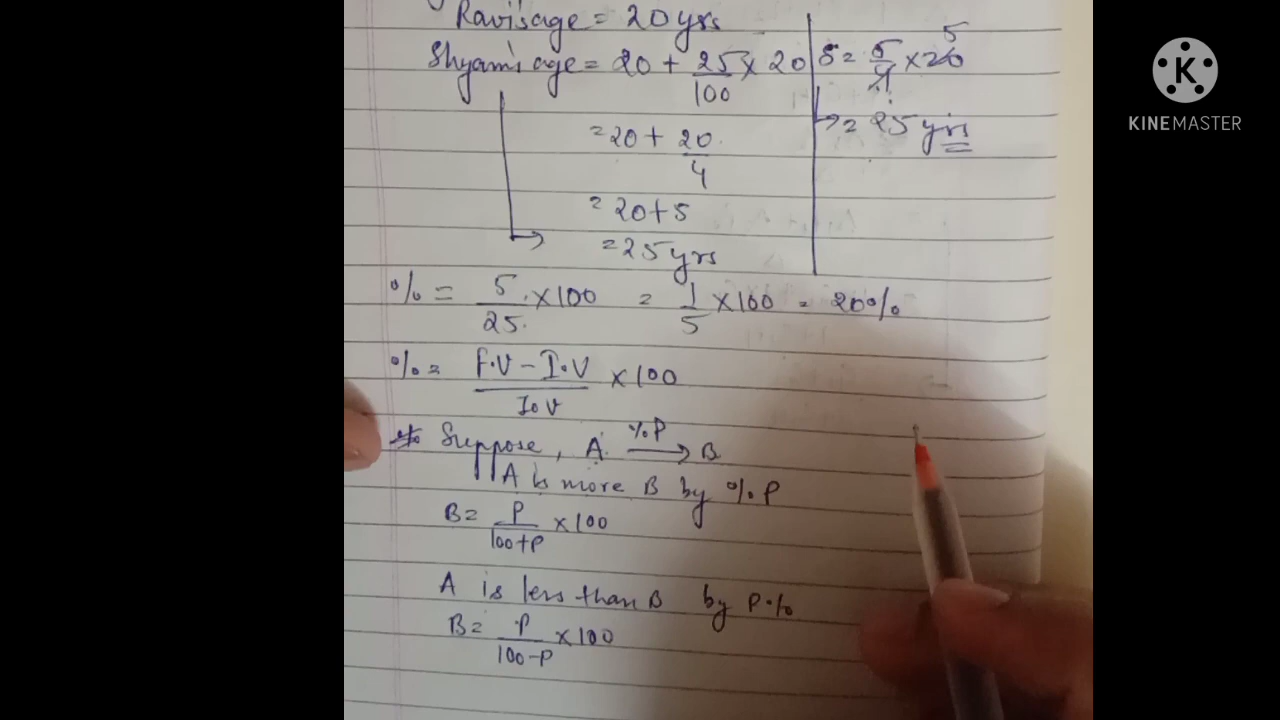 Ravi's age = 20 yrs
Shyam's age = 20 + 25/100 × 20
= 20 + 20/4
= 20 + 5
= 25 yrs
S = 5/4 × 20 5
= 25 yrs
% = 5/25 × 100 = 1/5 × 100 = 20%
% = F.V - I.V / I.V × 100
Suppose, A %P → B
A is more B by % P
B = P/100+P × 100
A is less than B by P.%
B = P/100-P × 100
K
KINEMASTER